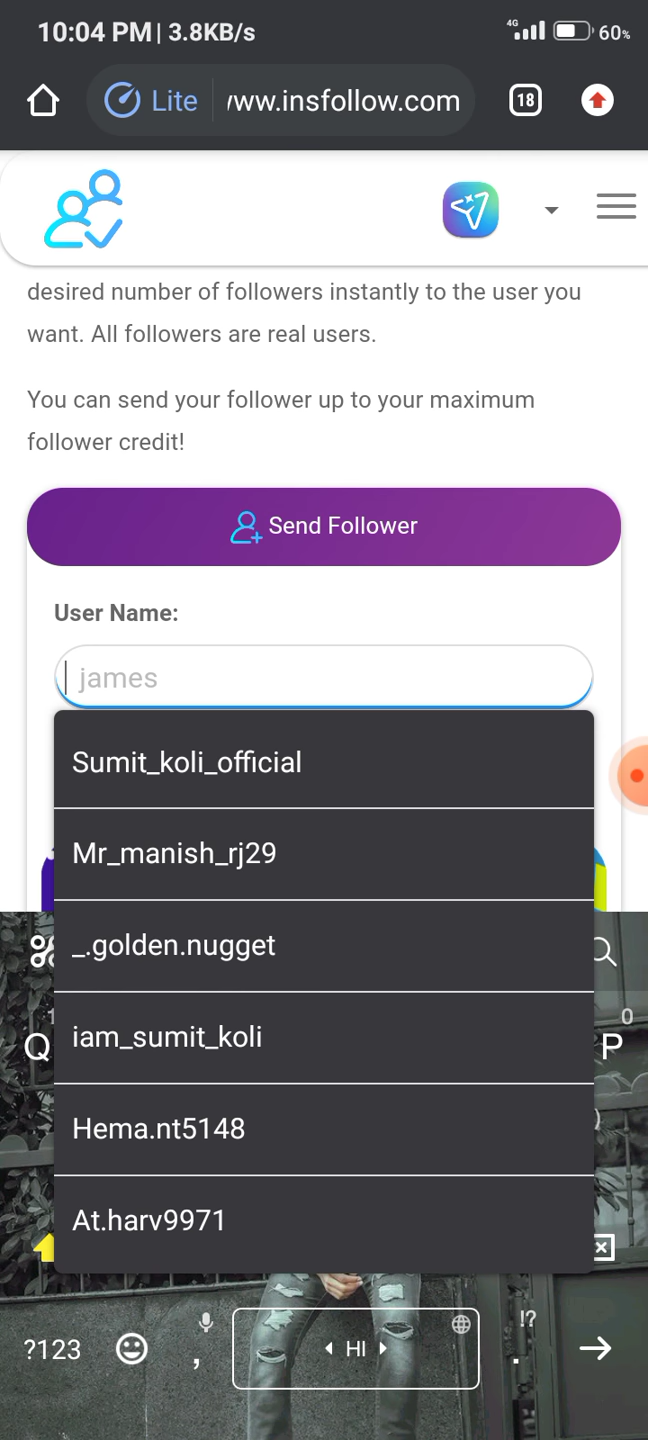 10:04 PM | 3.8KB/s
4G
60%
Lite
www.insfollow.com
18
desired number of followers instantly to the user you
want. All followers are real users.
You can send your follower up to your maximum
follower credit!
Send Follower
User Name:
james
Sumit_koli_official
Mr_manish_rj29
_.golden.nugget
iam_sumit_koli
Hema.nt5148
At.harv9971
0
Q
P
!?
?123
,
HI
.